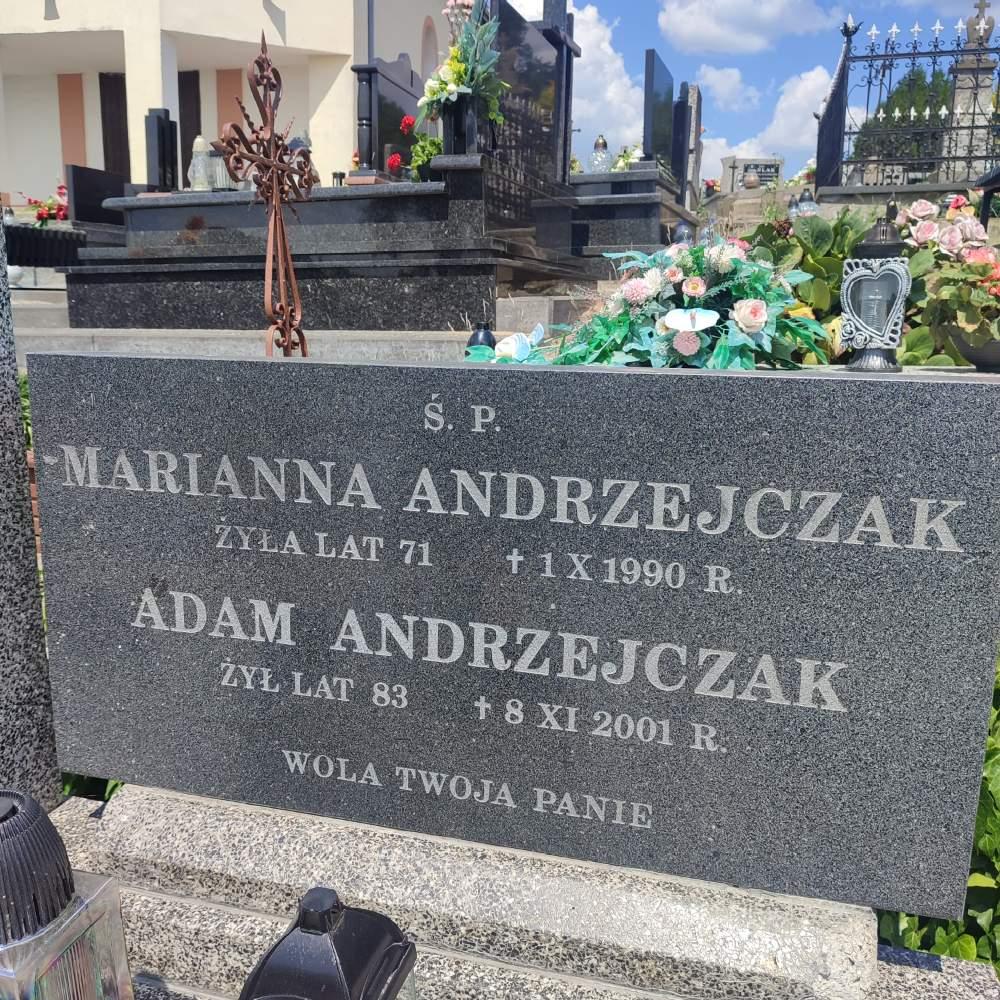 Ś. P.
MARIANNA ANDRZEJCZAK
ŻYŁA LAT 71 † 1 X 1990 R.
ADAM ANDRZEJCZAK
ŻYŁ LAT 83 † 8 XI 2001 R.
WOLA TWOJA PANIE